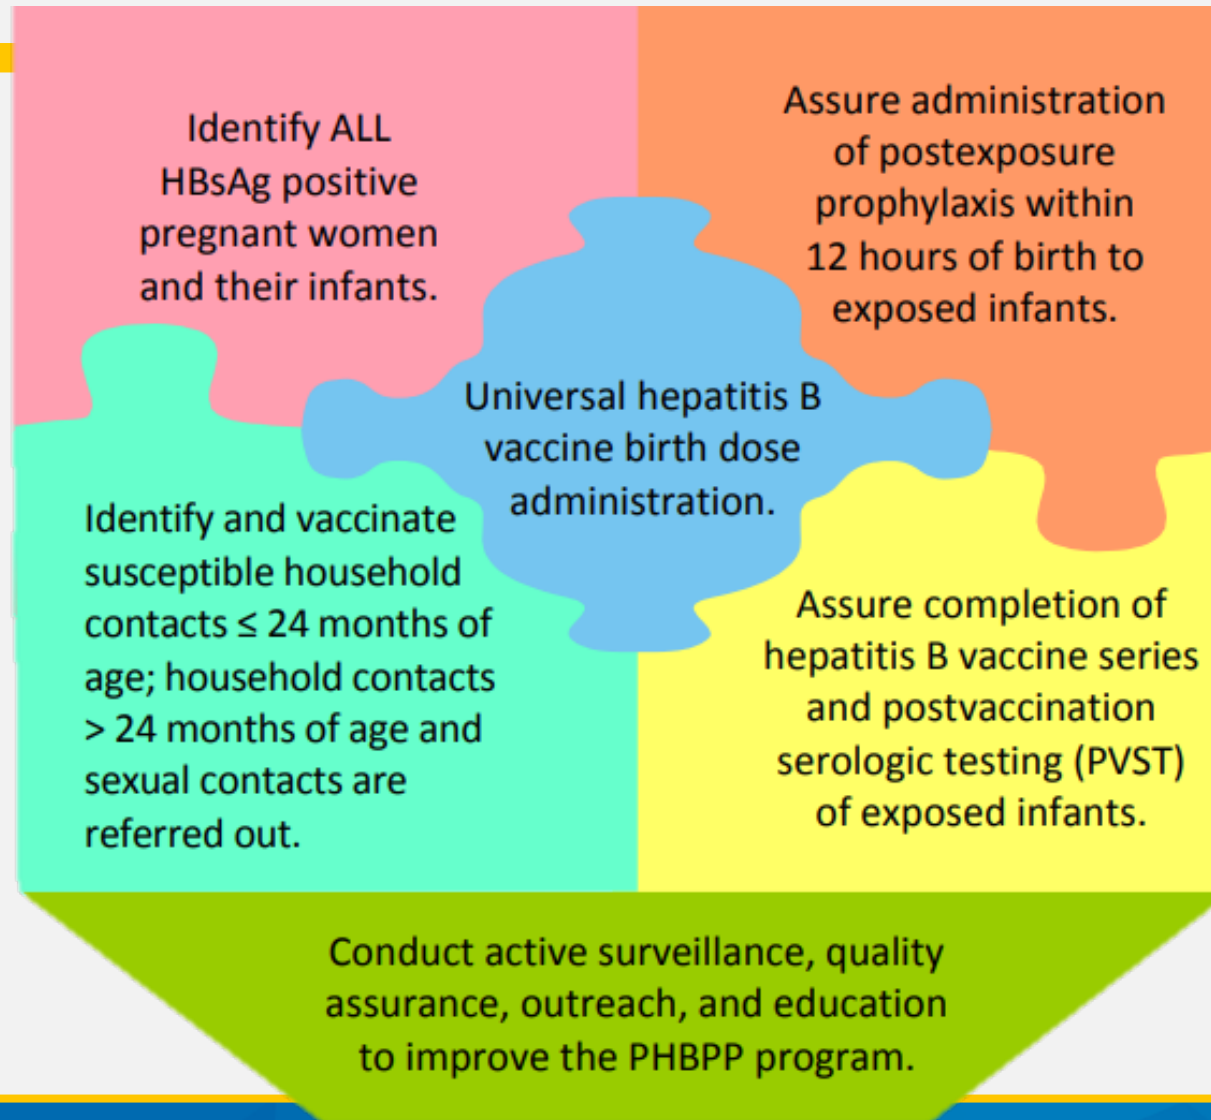 Identify ALL
HBsAg positive
pregnant women
and their infants.
Assure administration
of postexposure
prophylaxis within
12 hours of birth to
exposed infants.
Universal hepatitis B
vaccine birth dose
administration.
Identify and vaccinate
susceptible household
contacts ≤ 24 months of
age; household contacts
> 24 months of age and
sexual contacts are
referred out.
Assure completion of
hepatitis B vaccine series
and postvaccination
serologic testing (PVST)
of exposed infants.
Conduct active surveillance, quality
assurance, outreach, and education
to improve the PHBPP program.